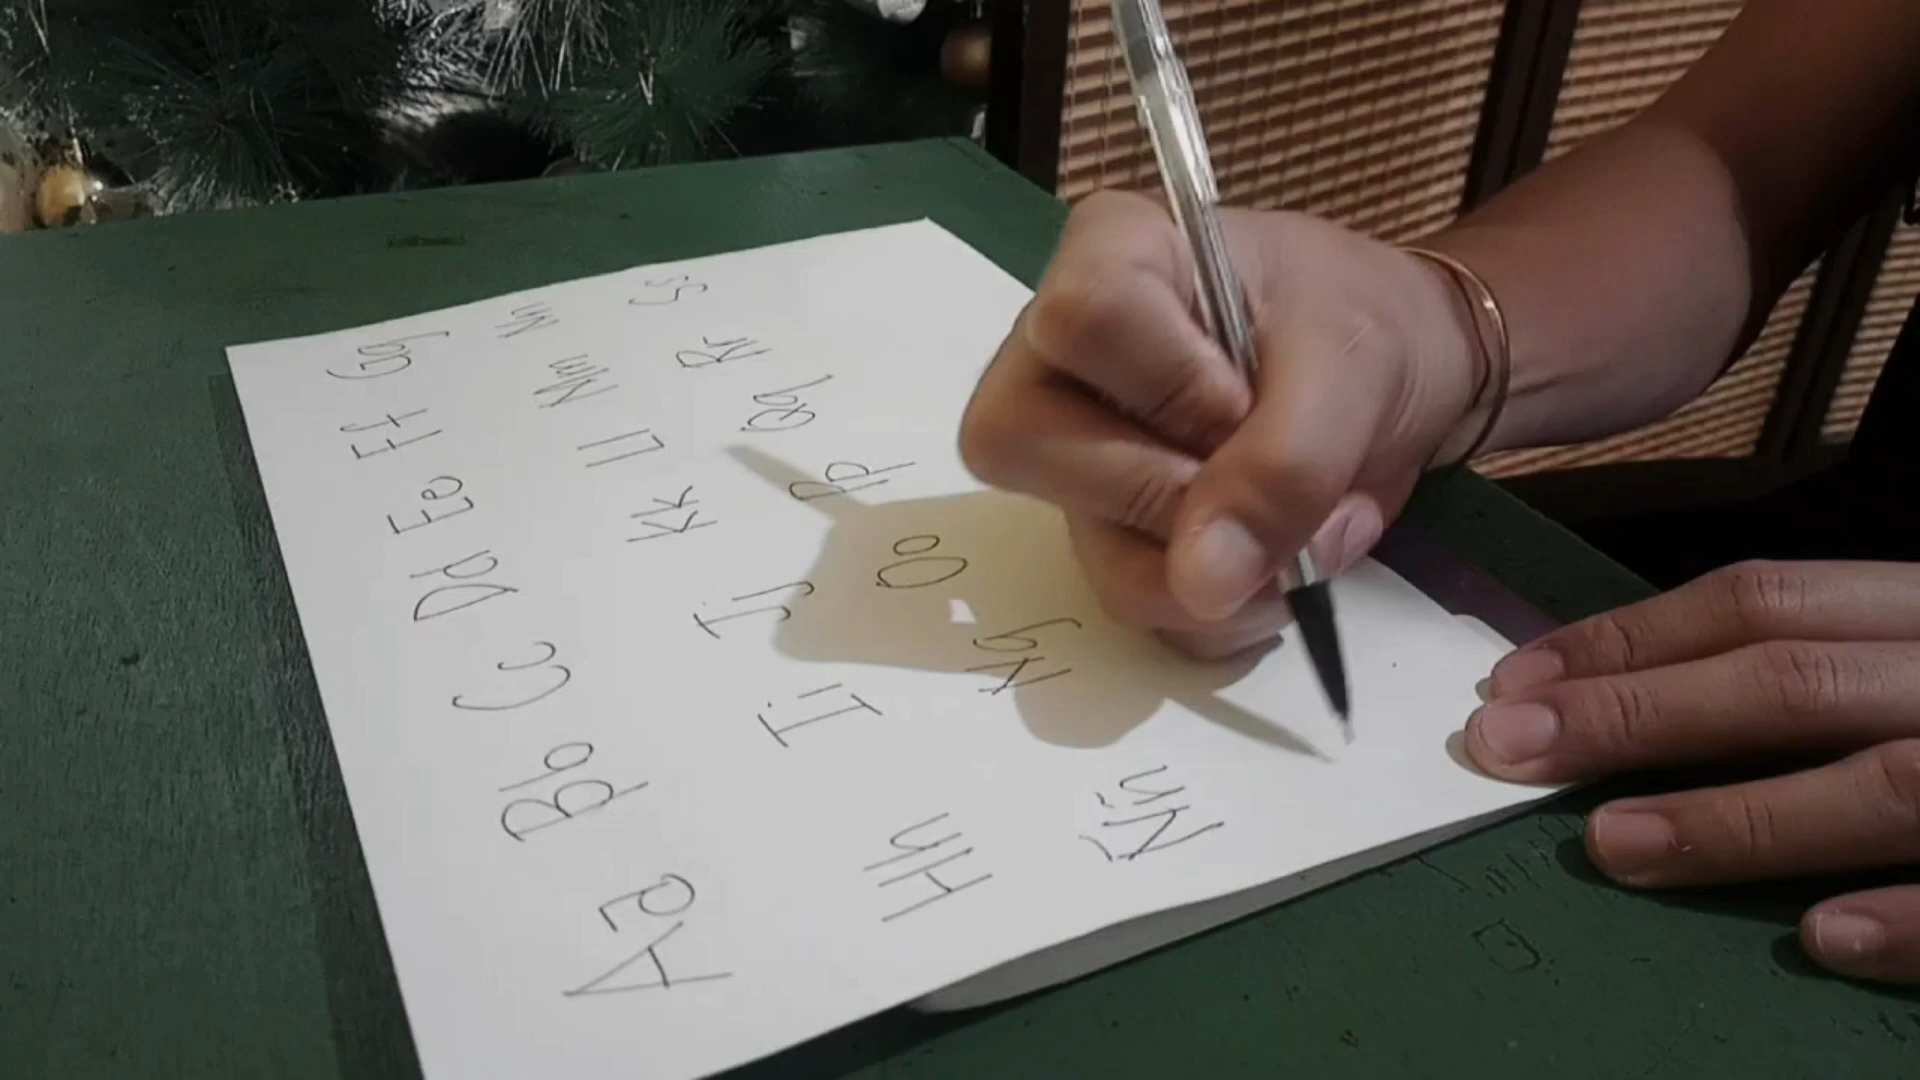 Aa Bb Cc Dd Ee Ff Gg
Hh Ii Jj Kk Ll Mm Nn
Ññ Ng Oo Pp Qq Rr Ss